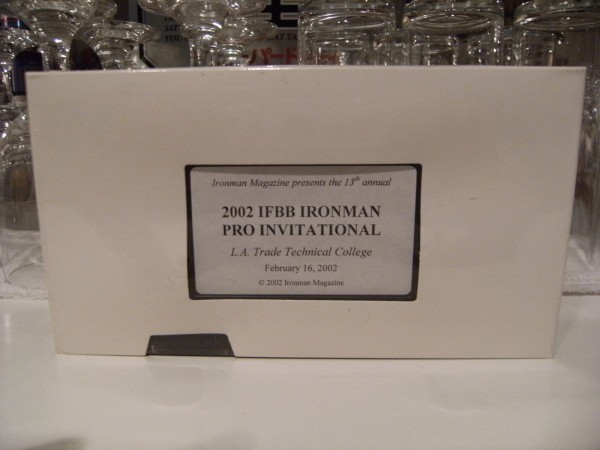 Ironman Magazine presents the 13th annual
2002 IFBB IRONMAN
PRO INVITATIONAL
L.A. Trade Technical College
February 16, 2002
© 2002 Ironman Magazine